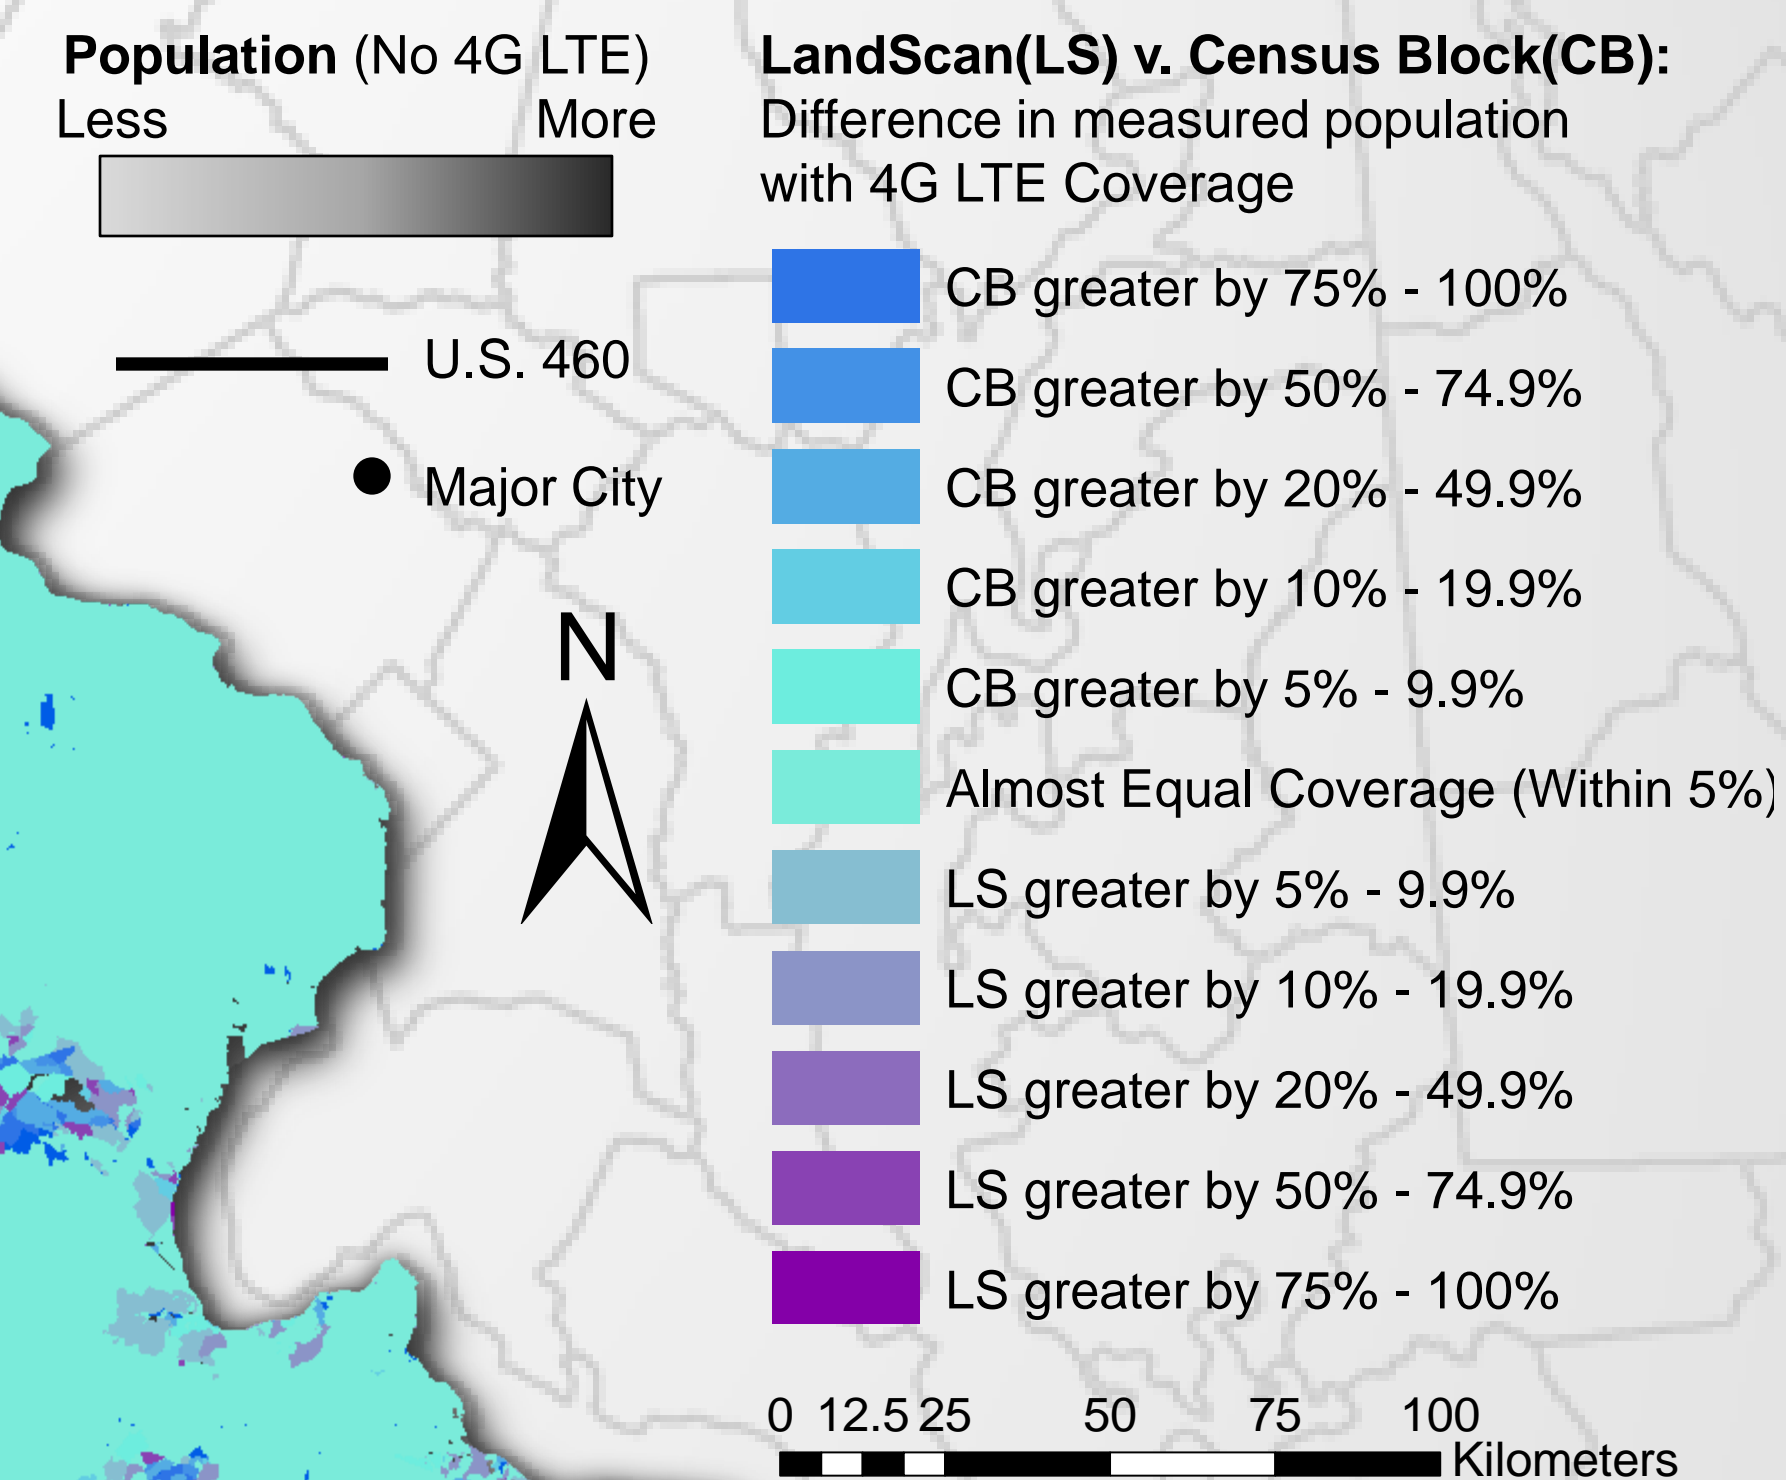 Population (No 4G LTE)
Less More
U.S. 460
Major City
N
LandScan(LS) v. Census Block(CB):
Difference in measured population
with 4G LTE Coverage
CB greater by 75% - 100%
CB greater by 50% - 74.9%
CB greater by 20% - 49.9%
CB greater by 10% - 19.9%
CB greater by 5% - 9.9%
Almost Equal Coverage (Within 5%)
LS greater by 5% - 9.9%
LS greater by 10% - 19.9%
LS greater by 20% - 49.9%
LS greater by 50% - 74.9%
LS greater by 75% - 100%
0 12.5 25 50 75 100
Kilometers